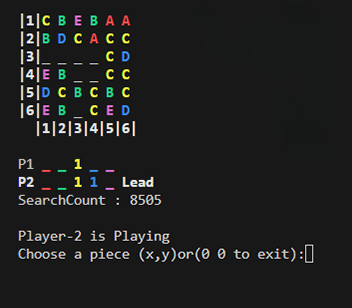 |1|C B E B A A
|2|B D C A C C
|3|_ _ _ _ C D
|4|E B _ _ C C
|5|D C B C B C
|6|E B _ C E D
|1|2|3|4|5|6|
P1 _ _ 1 _ _
P2 _ _ 1 1 _ Lead
SearchCount : 8505
Player-2 is Playing
Choose a piece (x,y)or(0 0 to exit):